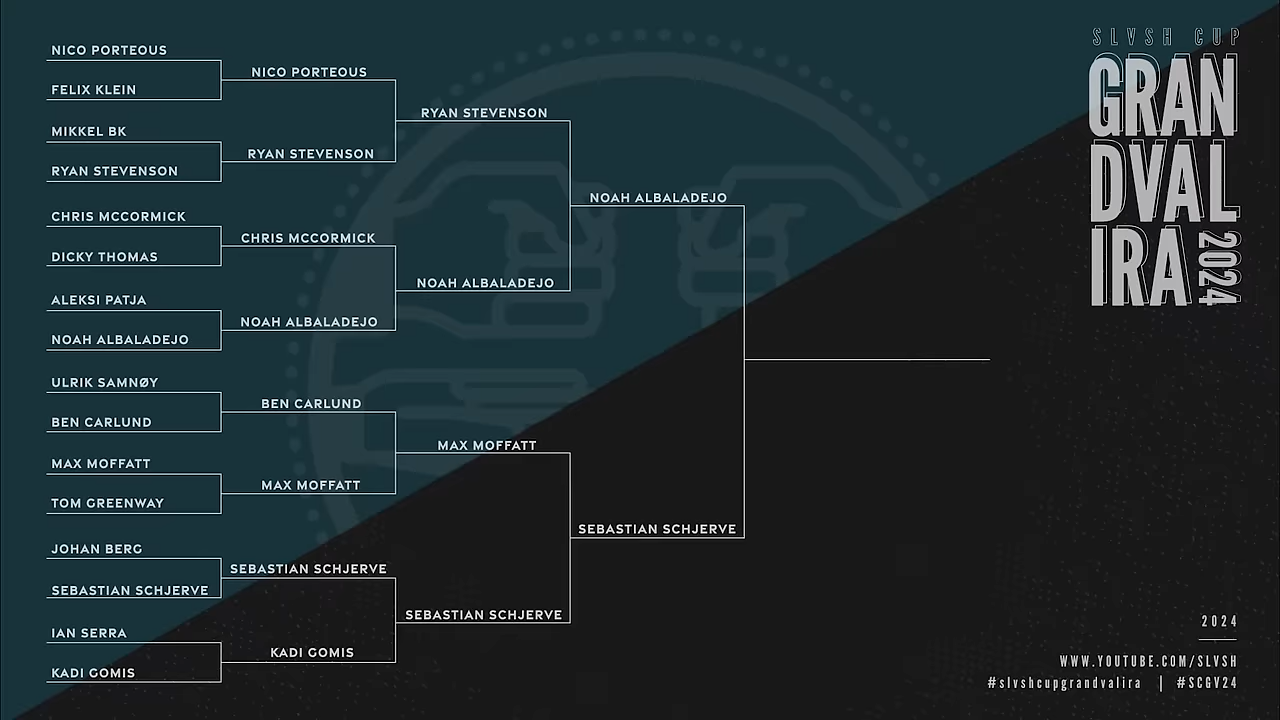 NICO PORTEOUS
FELIX KLEIN
MIKKEL BK
RYAN STEVENSON
CHRIS MCCORMICK
DICKY THOMAS
ALEKSI PATJA
NOAH ALBALADEJO
ULRIK SAMNØY
BEN CARLUND
MAX MOFFATT
TOM GREENWAY
JOHAN BERG
SEBASTIAN SCHJERVE
IAN SERRA
KADI GOMIS
NICO PORTEOUS
RYAN STEVENSON
CHRIS MCCORMICK
NOAH ALBALADEJO
BEN CARLUND
MAX MOFFATT
SEBASTIAN SCHJERVE
KADI GOMIS
RYAN STEVENSON
NOAH ALBALADEJO
MAX MOFFATT
SEBASTIAN SCHJERVE
NOAH ALBALADEJO
SEBASTIAN SCHJERVE
SLVSH CUP
GRAN
DVAL
IRA
2024
2024
WWW.YOUTUBE.COM/SLVSH
#slvshcupgrandvalira | #SCGV24